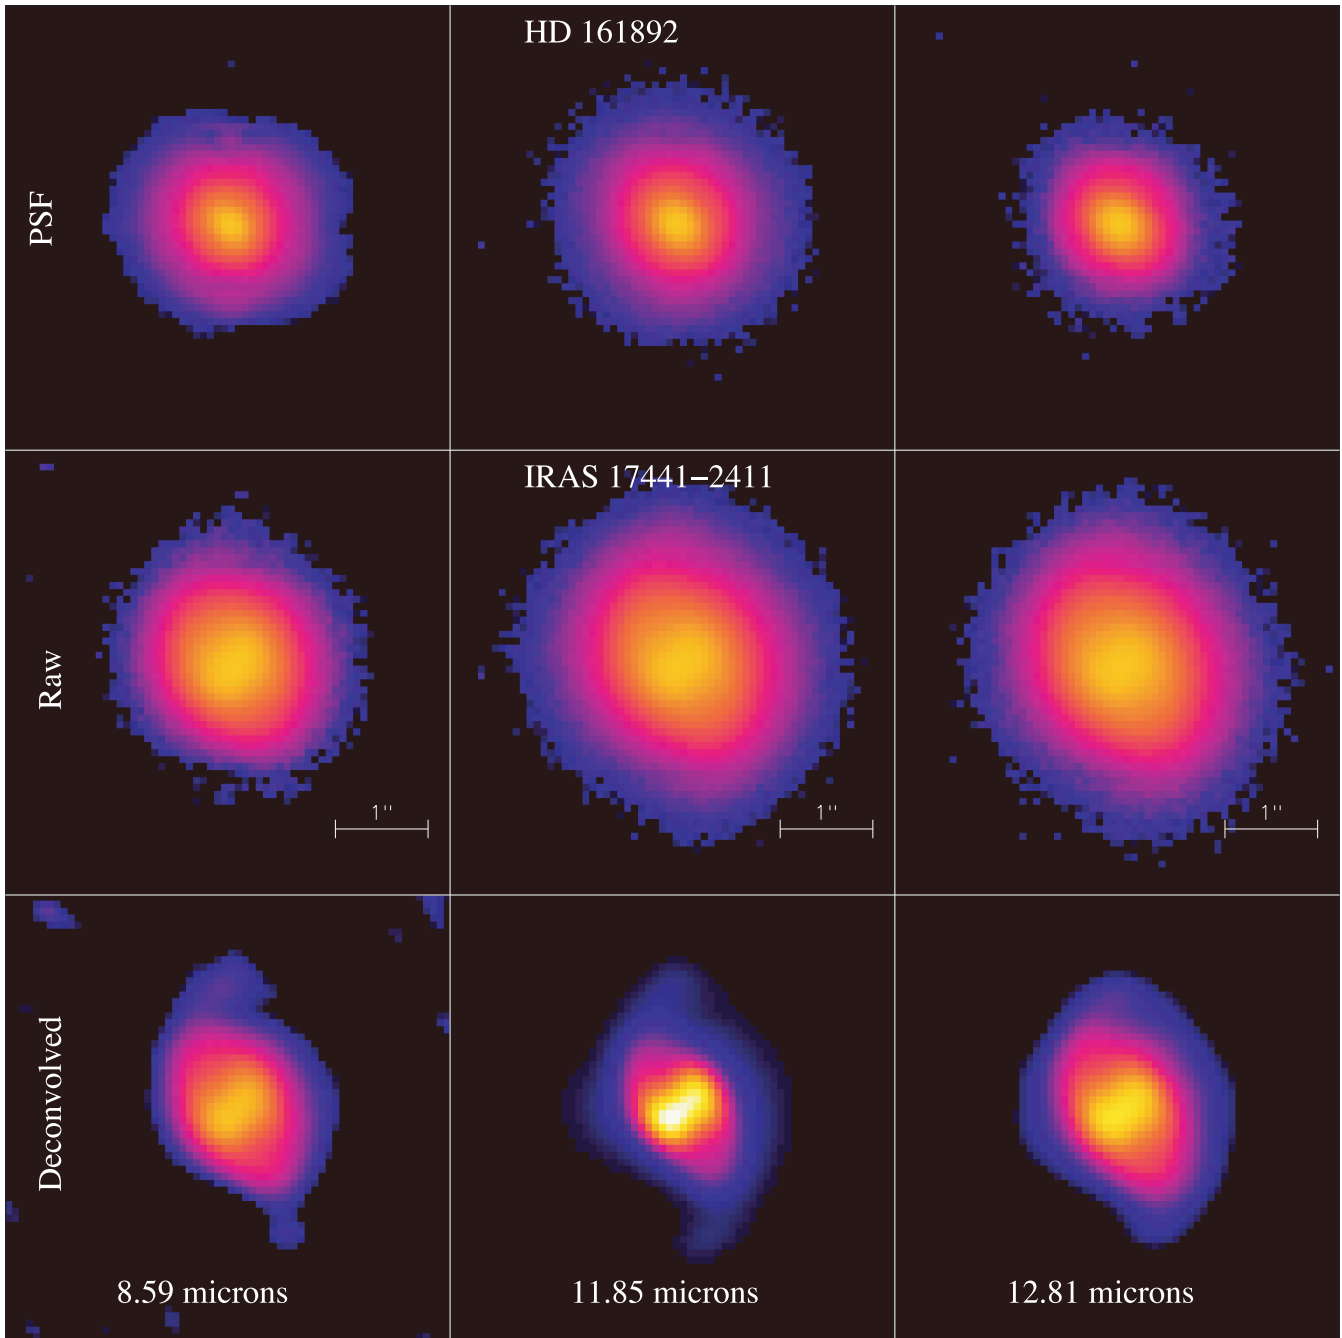 HD 161892
PSF
IRAS 17441−2411
Raw
1''
1''
1''
Deconvolved
8.59 microns
11.85 microns
12.81 microns